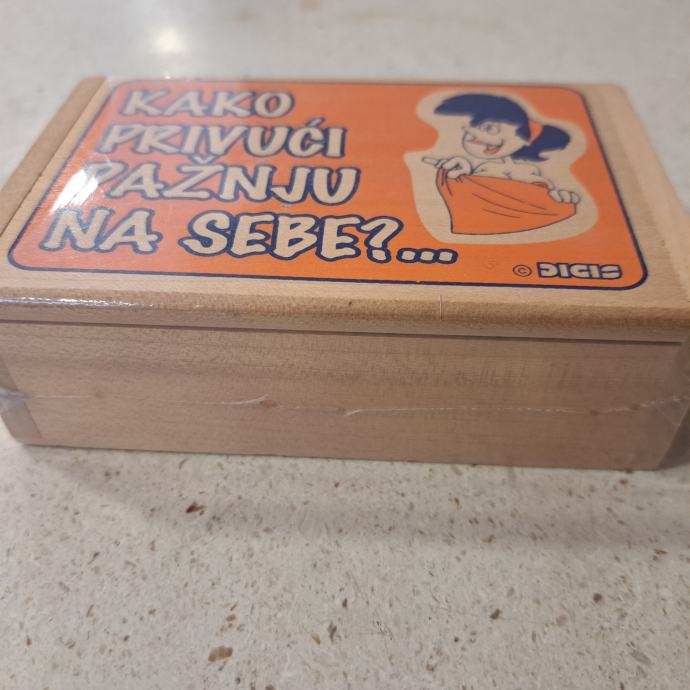 KAKO
PRIVUĆI
PAŽNJU
NA SEBE?...
© DIGIS